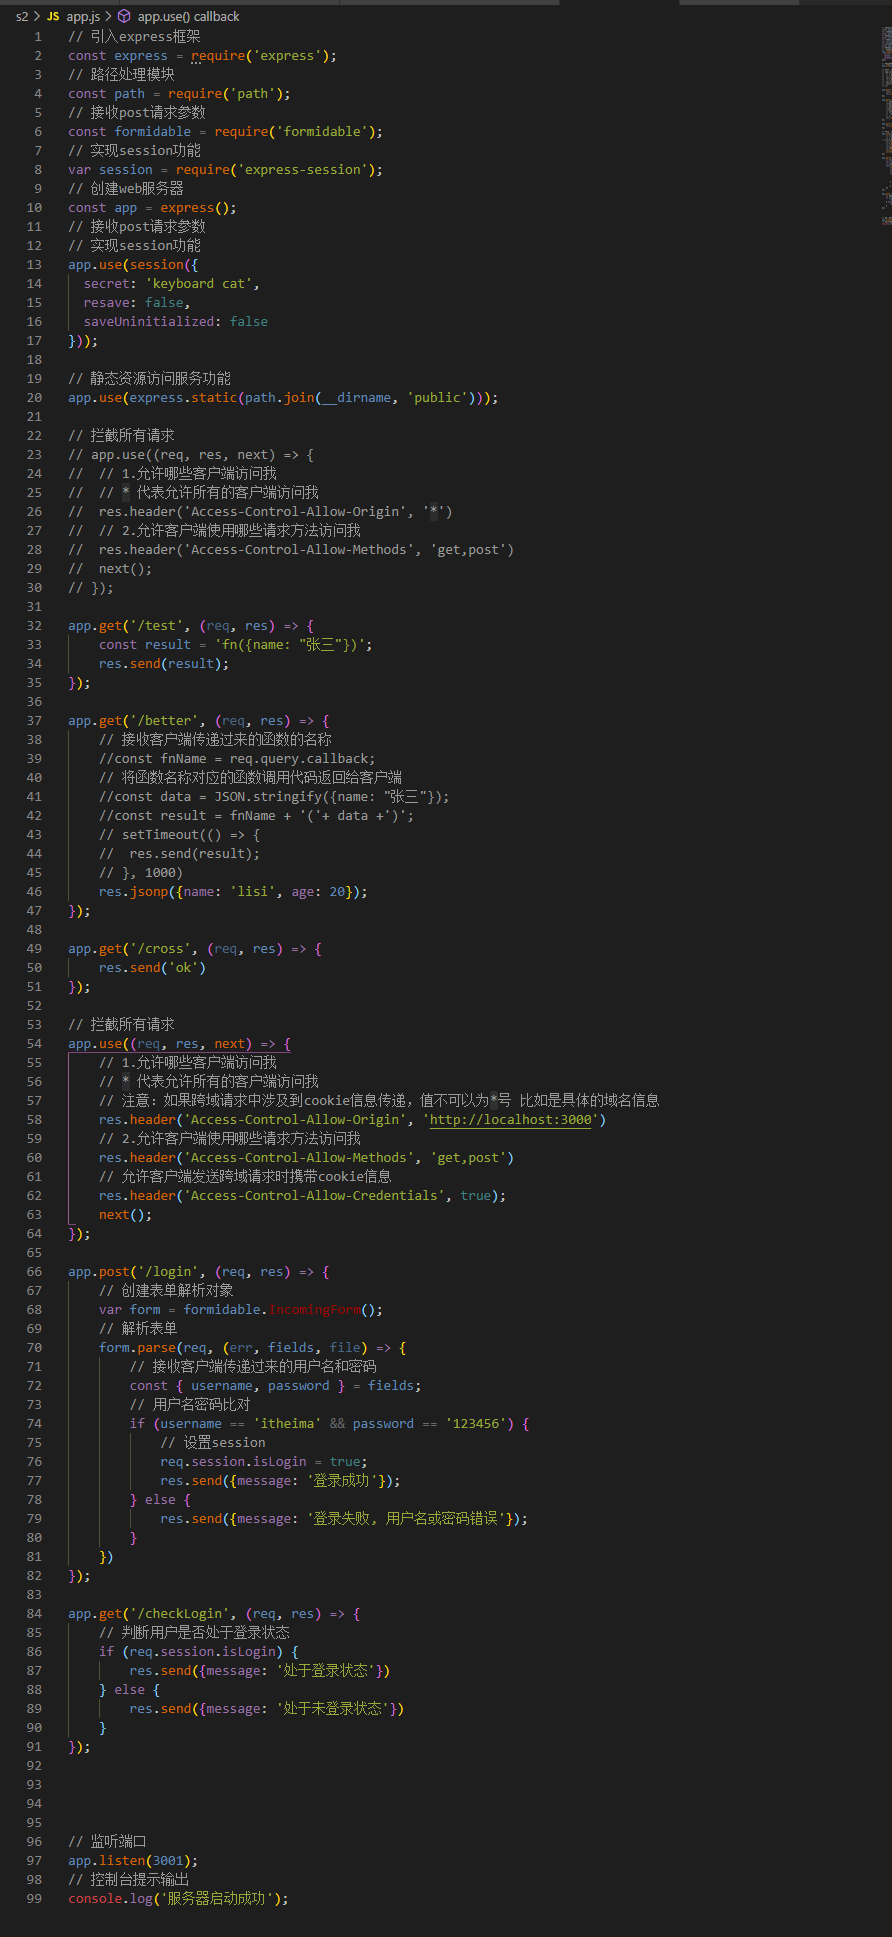 s2 > JS app.js > app.use() callback
1 // 引入express框架
2 const express = require('express');
3 // 路径处理模块
4 const path = require('path');
5 // 接收post请求参数
6 const formidable = require('formidable');
7 // 实现session功能
8 var session = require('express-session');
9 // 创建web服务器
10 const app = express();
11 // 接收post请求参数
12 // 实现session功能
13 app.use(session({
14 secret: 'keyboard cat',
15 resave: false,
16 saveUninitialized: false
17 }));
18
19 // 静态资源访问服务功能
20 app.use(express.static(path.join(__dirname, 'public')));
21
22 // 拦截所有请求
23 // app.use((req, res, next) => {
24 // // 1.允许哪些客户端访问我
25 // // * 代表允许所有的客户端访问我
26 // res.header('Access-Control-Allow-Origin', '*')
27 // // 2.允许客户端使用哪些请求方法访问我
28 // res.header('Access-Control-Allow-Methods', 'get,post')
29 // next();
30 // });
31
32 app.get('/test', (req, res) => {
33 const result = 'fn({name: "张三"})';
34 res.send(result);
35 });
36
37 app.get('/better', (req, res) => {
38 // 接收客户端传递过来的函数的名称
39 //const fnName = req.query.callback;
40 // 将函数名称对应的函数调用代码返回给客户端
41 //const data = JSON.stringify({name: "张三"});
42 //const result = fnName + '('+ data +')';
43 // setTimeout(() => {
44 // res.send(result);
45 // }, 1000)
46 res.jsonp({name: 'lisi', age: 20});
47 });
48
49 app.get('/cross', (req, res) => {
50 res.send('ok')
51 });
52
53 // 拦截所有请求
54 app.use((req, res, next) => {
55 // 1.允许哪些客户端访问我
56 // * 代表允许所有的客户端访问我
57 // 注意：如果跨域请求中涉及到cookie信息传递，值不可以为*号 比如是具体的域名信息
58 res.header('Access-Control-Allow-Origin', 'http://localhost:3000')
59 // 2.允许客户端使用哪些请求方法访问我
60 res.header('Access-Control-Allow-Methods', 'get,post')
61 // 允许客户端发送跨域请求时携带cookie信息
62 res.header('Access-Control-Allow-Credentials', true);
63 next();
64 });
65
66 app.post('/login', (req, res) => {
67 // 创建表单解析对象
68 var form = formidable.IncomingForm();
69 // 解析表单
70 form.parse(req, (err, fields, file) => {
71 // 接收客户端传递过来的用户名和密码
72 const { username, password } = fields;
73 // 用户名密码比对
74 if (username == 'itheima' && password == '123456') {
75 // 设置session
76 req.session.isLogin = true;
77 res.send({message: '登录成功'});
78 } else {
79 res.send({message: '登录失败, 用户名或密码错误'});
80 }
81 })
82 });
83
84 app.get('/checkLogin', (req, res) => {
85 // 判断用户是否处于登录状态
86 if (req.session.isLogin) {
87 res.send({message: '处于登录状态'})
88 } else {
89 res.send({message: '处于未登录状态'})
90 }
91 });
92
93
94
95
96 // 监听端口
97 app.listen(3001);
98 // 控制台提示输出
99 console.log('服务器启动成功');